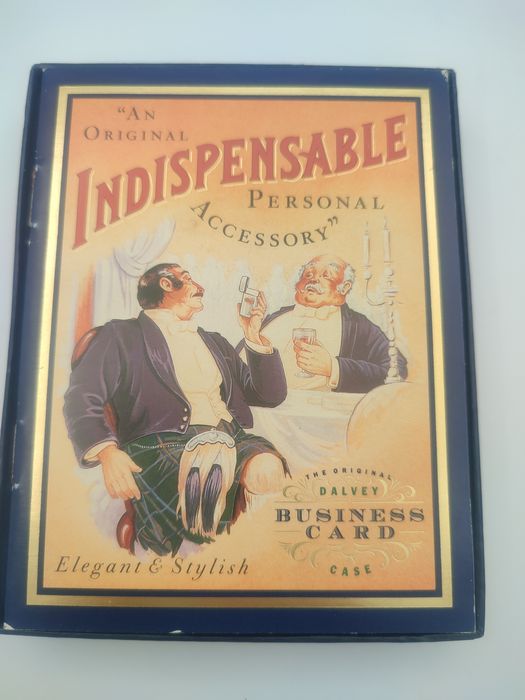 "AN
ORIGINAL
INDISPENSABLE
PERSONAL
ACCESSORY"
THE ORIGINAL
DALVEY
BUSINESS
CARD
CASE
Elegant & Stylish